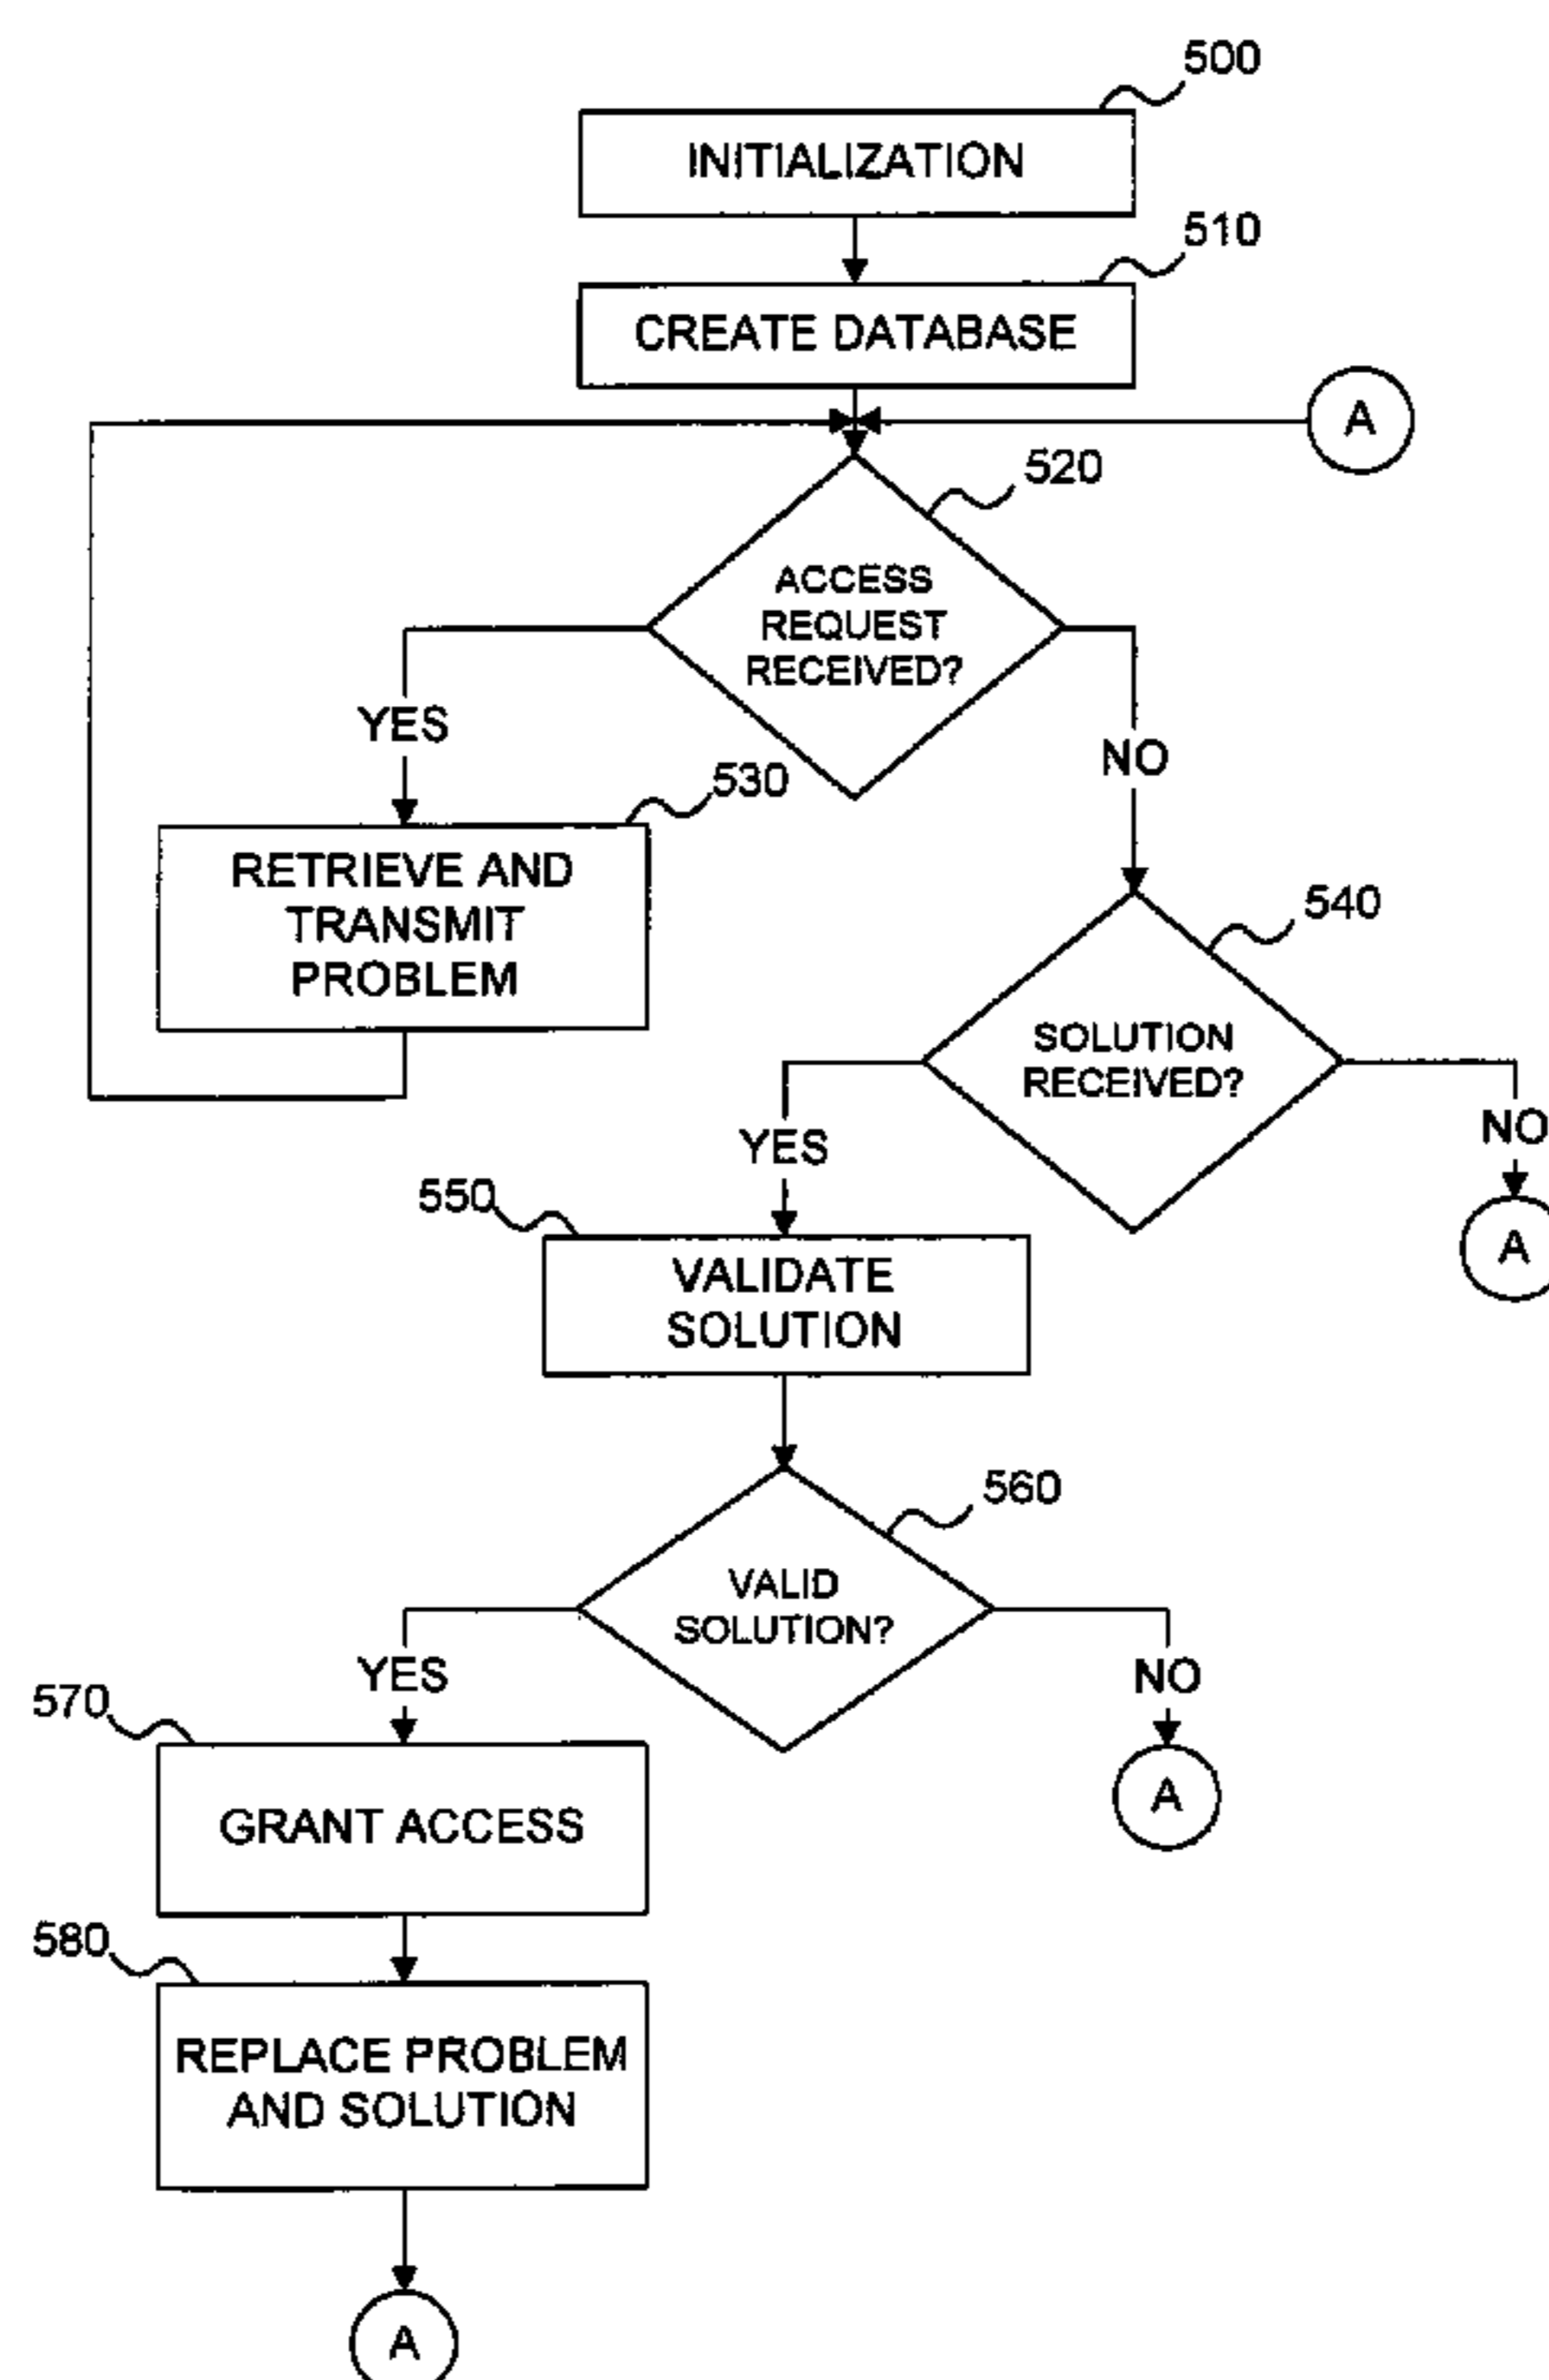 500
INITIALIZATION
510
CREATE DATABASE
A
520
ACCESS
REQUEST
RECEIVED?
YES
NO
530
RETRIEVE AND
TRANSMIT
PROBLEM
540
SOLUTION
RECEIVED?
YES
NO
A
550
VALIDATE
SOLUTION
560
VALID
SOLUTION?
YES
NO
A
570
GRANT ACCESS
580
REPLACE PROBLEM
AND SOLUTION
A